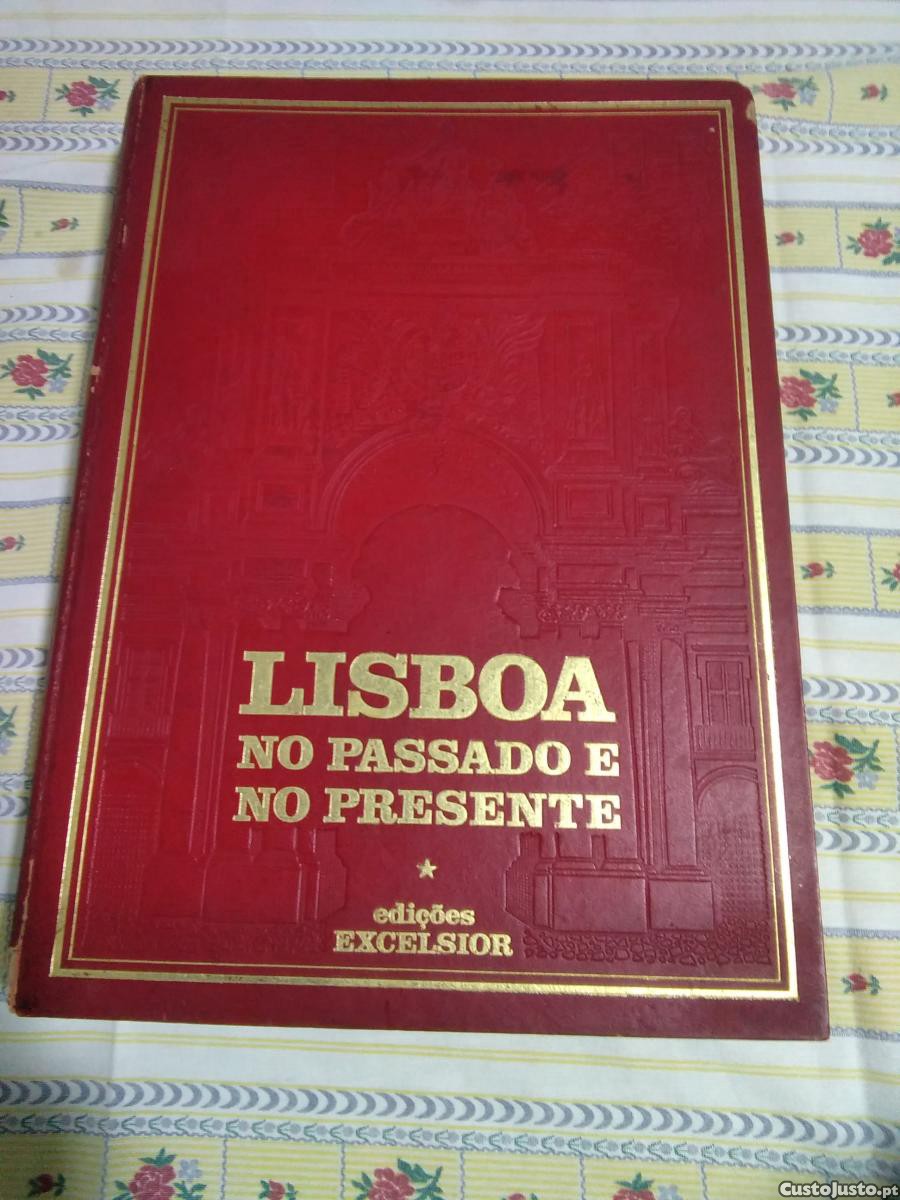 LISBOA
NO PASSADO E
NO PRESENTE
edições
EXCELSIOR
CustoJusto.pt